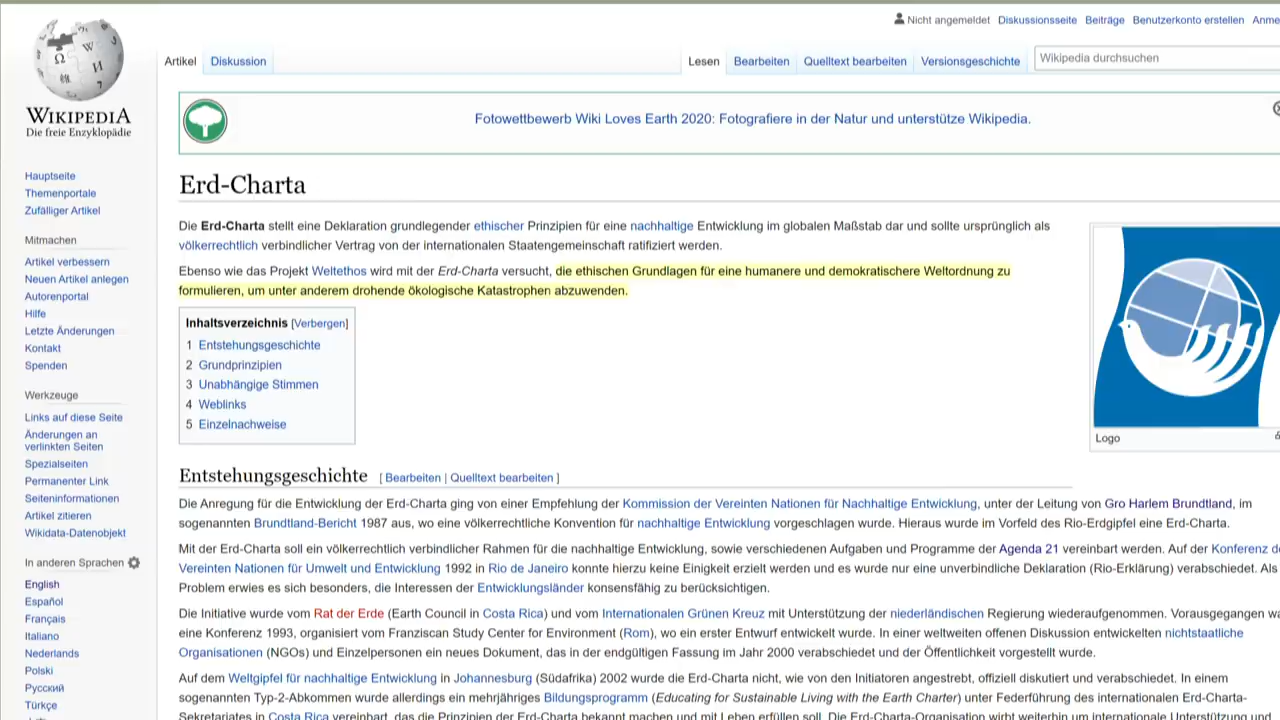 Nicht angemeldet Diskussionsseite Beiträge Benutzerkonto erstellen
Artikel Diskussion Lesen Bearbeiten Quelltext bearbeiten Versionsgeschichte Wikipedia durchsuchen
WIKIPEDIA
Die freie Enzyklopädie
Hauptseite
Themenportale
Zufälliger Artikel
Mitmachen
Artikel verbessern
Neuen Artikel anlegen
Autorenportal
Hilfe
Letzte Änderungen
Kontakt
Spenden
Werkzeuge
Links auf diese Seite
Änderungen an
verlinkten Seiten
Spezialseiten
Permanenter Link
Seiteninformationen
Artikel zitieren
Wikidata-Datenobjekt
In anderen Sprachen
English
Español
Français
Italiano
Nederlands
Polski
Русский
Türkçe
Fotowettbewerb Wiki Loves Earth 2020: Fotografiere in der Natur und unterstütze Wikipedia.
Erd-Charta
Die Erd-Charta stellt eine Deklaration grundlegender ethischer Prinzipien für eine nachhaltige Entwicklung im globalen Maßstab dar und sollte ursprünglich als
völkerrechtlich verbindlicher Vertrag von der internationalen Staatengemeinschaft ratifiziert werden.
Ebenso wie das Projekt Weltethos wird mit der Erd-Charta versucht, die ethischen Grundlagen für eine humanere und demokratischere Weltordnung zu
formulieren, um unter anderem drohende ökologische Katastrophen abzuwenden.
Logo
Inhaltsverzeichnis [Verbergen]
1 Entstehungsgeschichte
2 Grundprinzipien
3 Unabhängige Stimmen
4 Weblinks
5 Einzelnachweise
Entstehungsgeschichte [ Bearbeiten | Quelltext bearbeiten ]
Die Anregung für die Entwicklung der Erd-Charta ging von einer Empfehlung der Kommission der Vereinten Nationen für Nachhaltige Entwicklung, unter der Leitung von Gro Harlem Brundtland, im
sogenannten Brundtland-Bericht 1987 aus, wo eine völkerrechtliche Konvention für nachhaltige Entwicklung vorgeschlagen wurde. Hieraus wurde im Vorfeld des Rio-Erdgipfel eine Erd-Charta.
Mit der Erd-Charta soll ein völkerrechtlich verbindlicher Rahmen für die nachhaltige Entwicklung, sowie verschiedenen Aufgaben und Programme der Agenda 21 vereinbart werden. Auf der Konferenz
Vereinten Nationen für Umwelt und Entwicklung 1992 in Rio de Janeiro konnte hierzu keine Einigkeit erzielt werden und es wurde nur eine unverbindliche Deklaration (Rio-Erklärung) verabschiedet. Als
Problem erwies es sich besonders, die Interessen der Entwicklungsländer konsensfähig zu berücksichtigen.
Die Initiative wurde vom Rat der Erde (Earth Council in Costa Rica) und vom Internationalen Grünen Kreuz mit Unterstützung der niederländischen Regierung wiederaufgenommen. Vorausgegangen
eine Konferenz 1993, organisiert vom Franziscan Study Center for Environment (Rom), wo ein erster Entwurf entwickelt wurde. In einer weltweiten offenen Diskussion entwickelten nichtstaatliche
Organisationen (NGOs) und Einzelpersonen ein neues Dokument, das in der endgültigen Fassung im Jahr 2000 verabschiedet und der Öffentlichkeit vorgestellt wurde.
Auf dem Weltgipfel für nachhaltige Entwicklung in Johannesburg (Südafrika) 2002 wurde die Erd-Charta nicht, wie von den Initiatoren angestrebt, offiziell diskutiert und verabschiedet. In einem
sogenannten Typ-2-Abkommen wurde allerdings ein mehrjähriges Bildungsprogramm (Educating for Sustainable Living with the Earth Charter) unter Federführung des internationalen Erd-Charta-
Sekretariates in Costa Rica vereinbart, das die Prinzipien der Erd-Charta bekannt machen und mit Leben erfüllen soll. Die Erd-Charta-Organisation wirbt weiterhin um internationale Unterstützung und